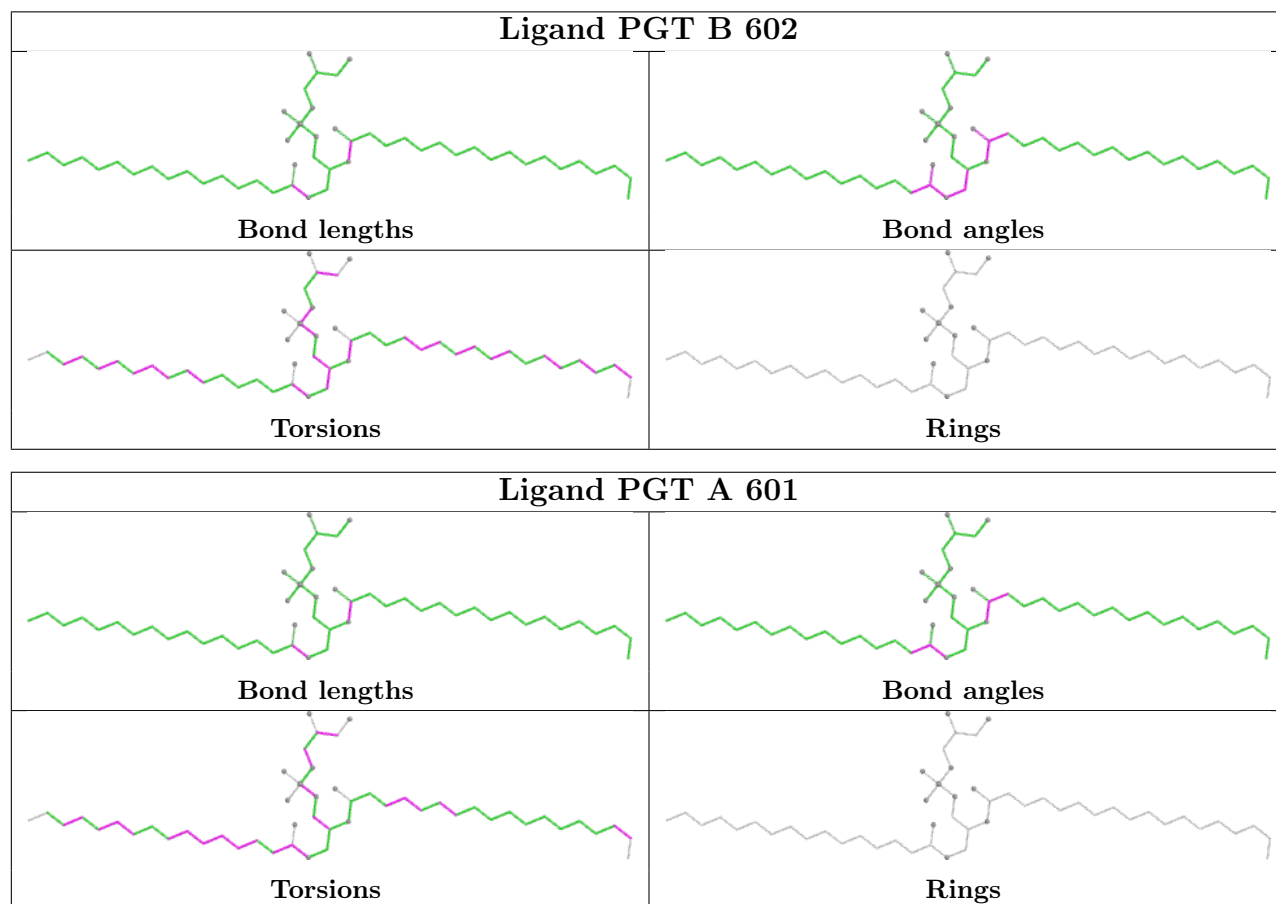 Ligand PGT B 602
Bond lengths
Bond angles
Torsions
Rings
Ligand PGT A 601
Bond lengths
Bond angles
Torsions
Rings